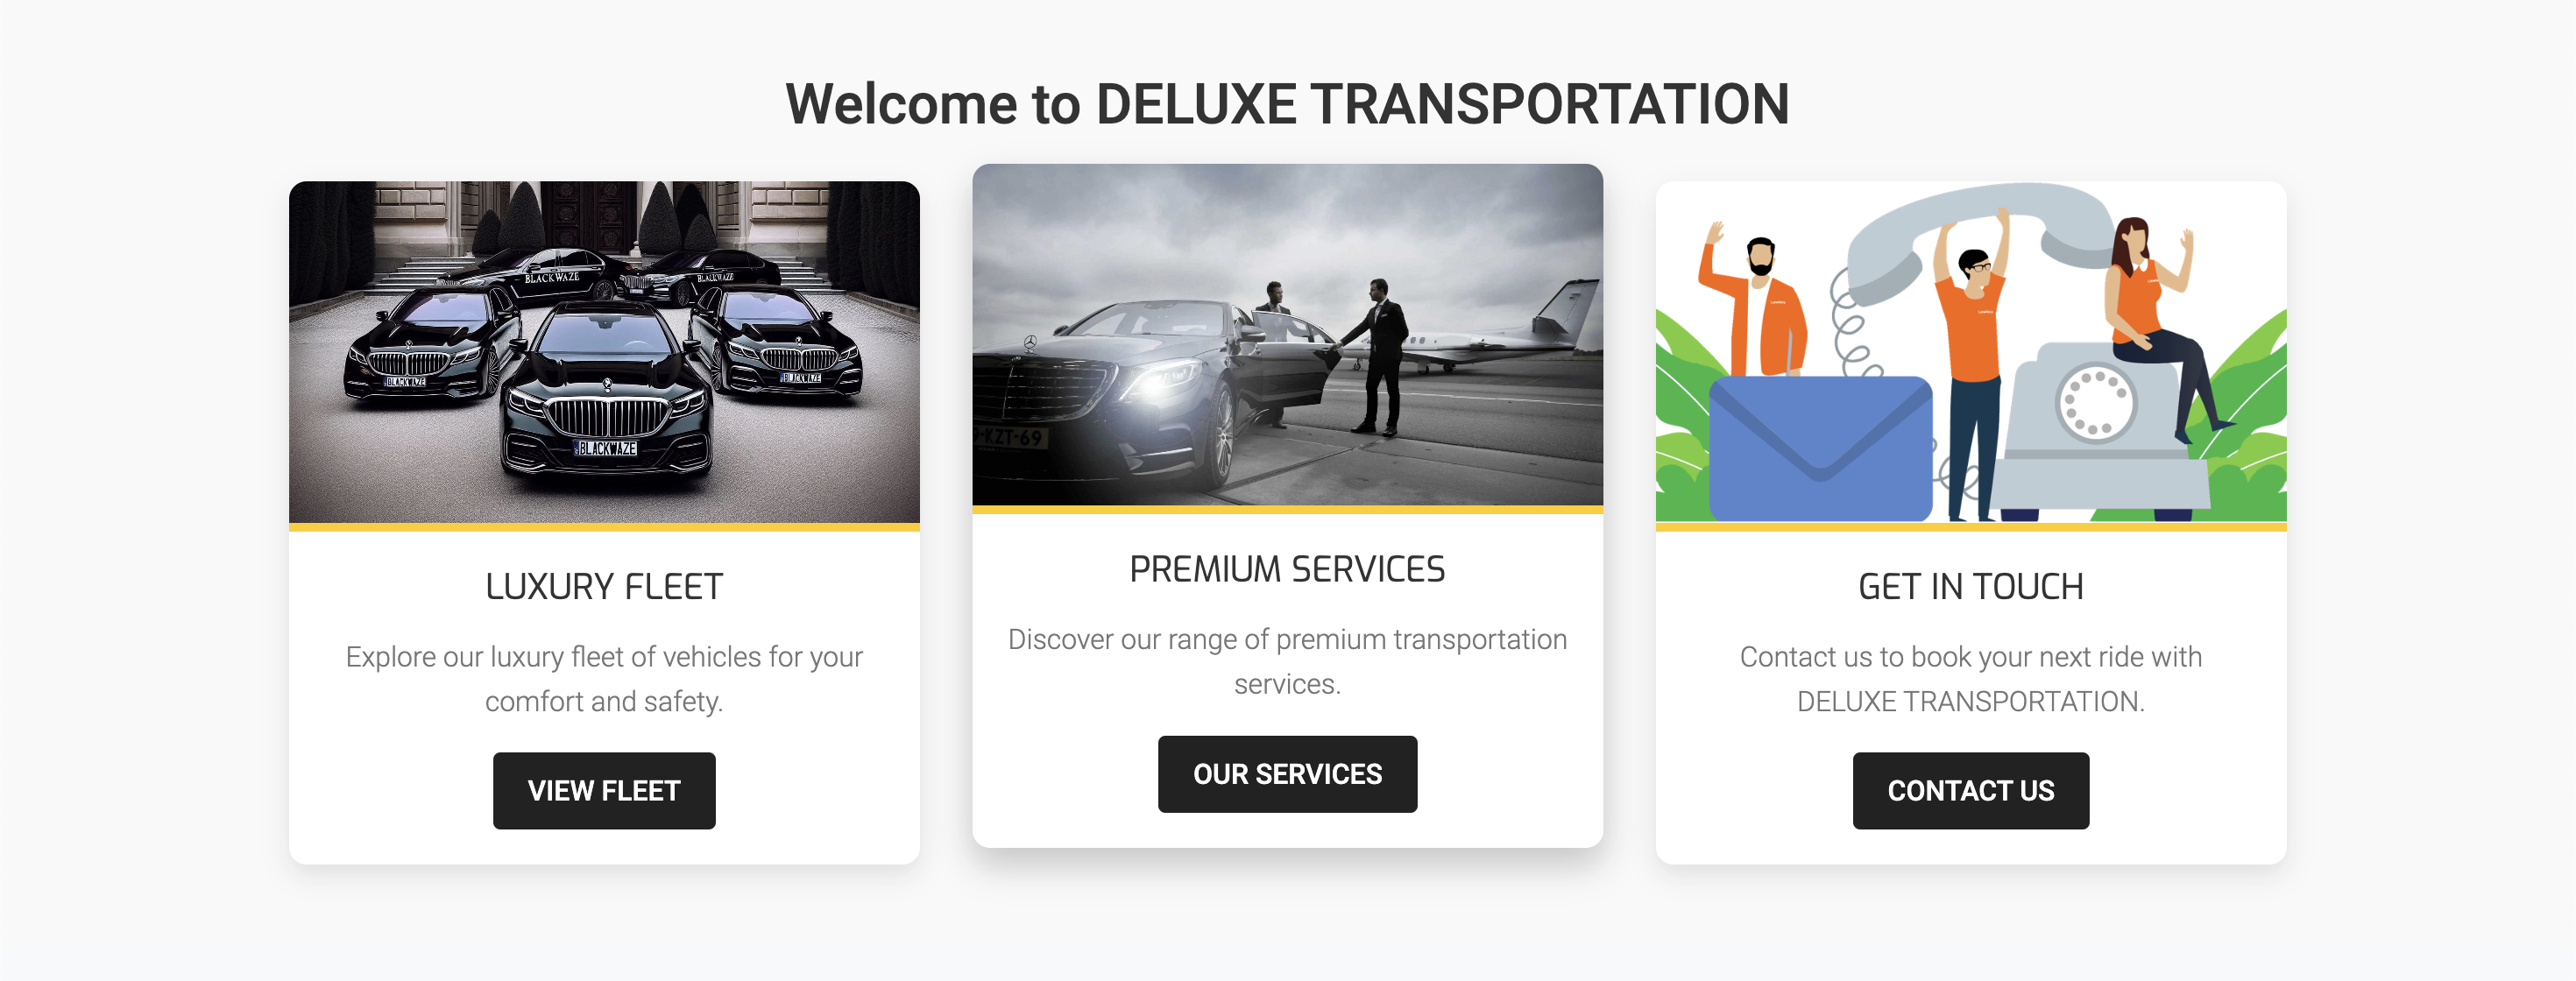 Welcome to DELUXE TRANSPORTATION
BLACKWAZE
BLACKWAZE
BLACKWAZE
BLACKWAZE
BLACKWAZE
-KZT-69
LUXURY FLEET
Explore our luxury fleet of vehicles for your
comfort and safety.
VIEW FLEET
PREMIUM SERVICES
Discover our range of premium transportation
services.
OUR SERVICES
GET IN TOUCH
Contact us to book your next ride with
DELUXE TRANSPORTATION.
CONTACT US